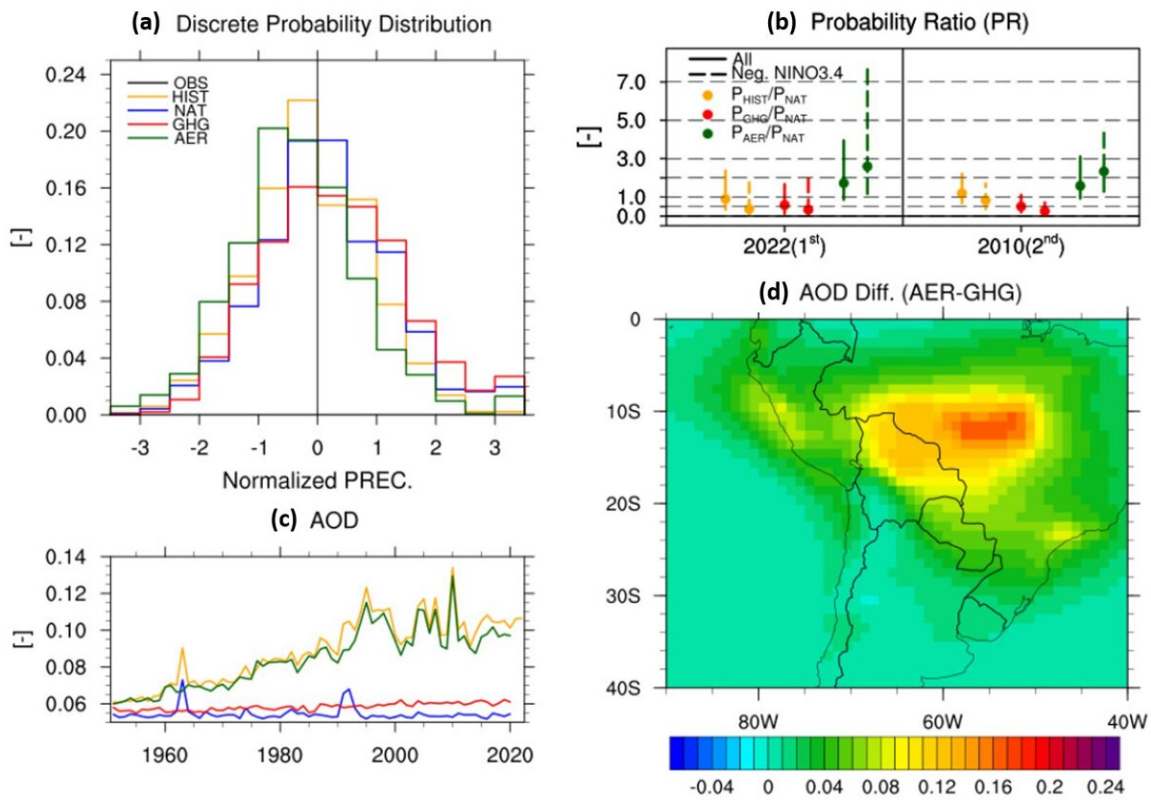 (a) Discrete Probability Distribution
0.24
0.20
0.16
0.12
0.08
0.04
0.00
[-]
OBS
HIST
NAT
GHG
AER
-3 -2 -1 0 1 2 3
Normalized PREC.
(b) Probability Ratio (PR)
[-]
7.0
5.0
3.0
1.0
0.0
All
Neg. NINO3.4
P_HIST/P_NAT
P_GHG/P_NAT
P_AER/P_NAT
2022(1st) 2010(2nd)
(c) AOD
0.14
0.12
0.10
0.08
0.06
[-]
1960 1980 2000 2020
(d) AOD Diff. (AER-GHG)
0
10S
20S
30S
40S
80W 60W 40W
-0.04 0 0.04 0.08 0.12 0.16 0.2 0.24